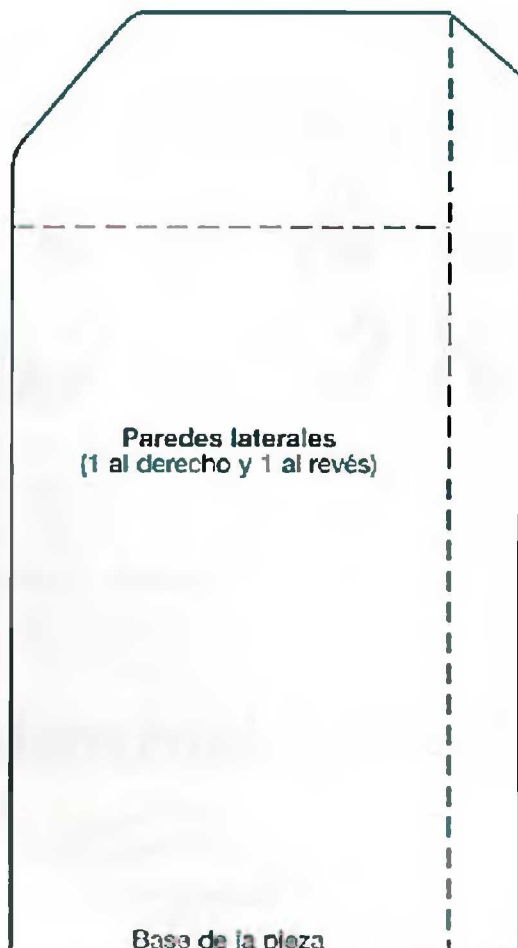 Paredes laterales
(1 al derecho y 1 al revés)
Base de la pieza